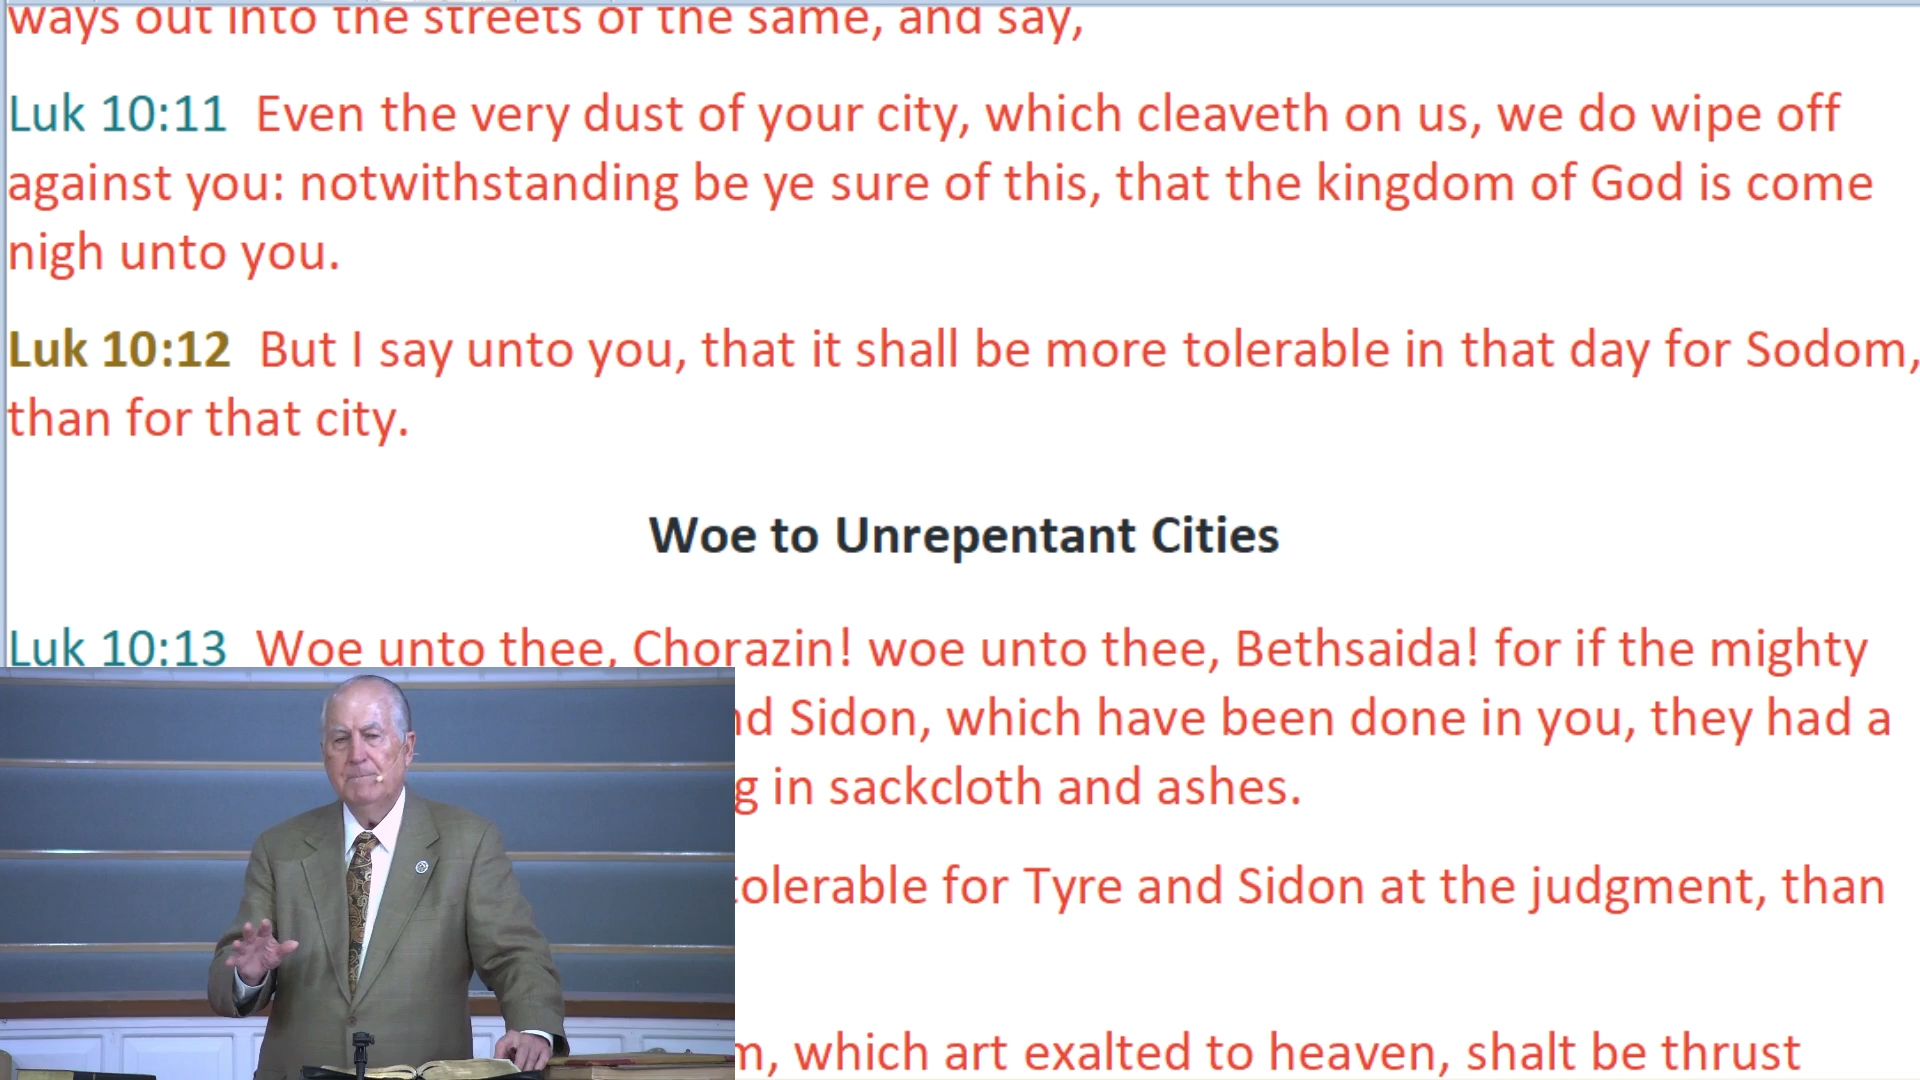 ways out into the streets of the same, and say,
Luk 10:11 Even the very dust of your city, which cleaveth on us, we do wipe off
against you: notwithstanding be ye sure of this, that the kingdom of God is come
nigh unto you.
Luk 10:12 But I say unto you, that it shall be more tolerable in that day for Sodom,
than for that city.
Woe to Unrepentant Cities
Luk 10:13 Woe unto thee, Chorazin! woe unto thee, Bethsaida! for if the mighty
nd Sidon, which have been done in you, they had a
g in sackcloth and ashes.
tolerable for Tyre and Sidon at the judgment, than
m, which art exalted to heaven, shalt be thrust